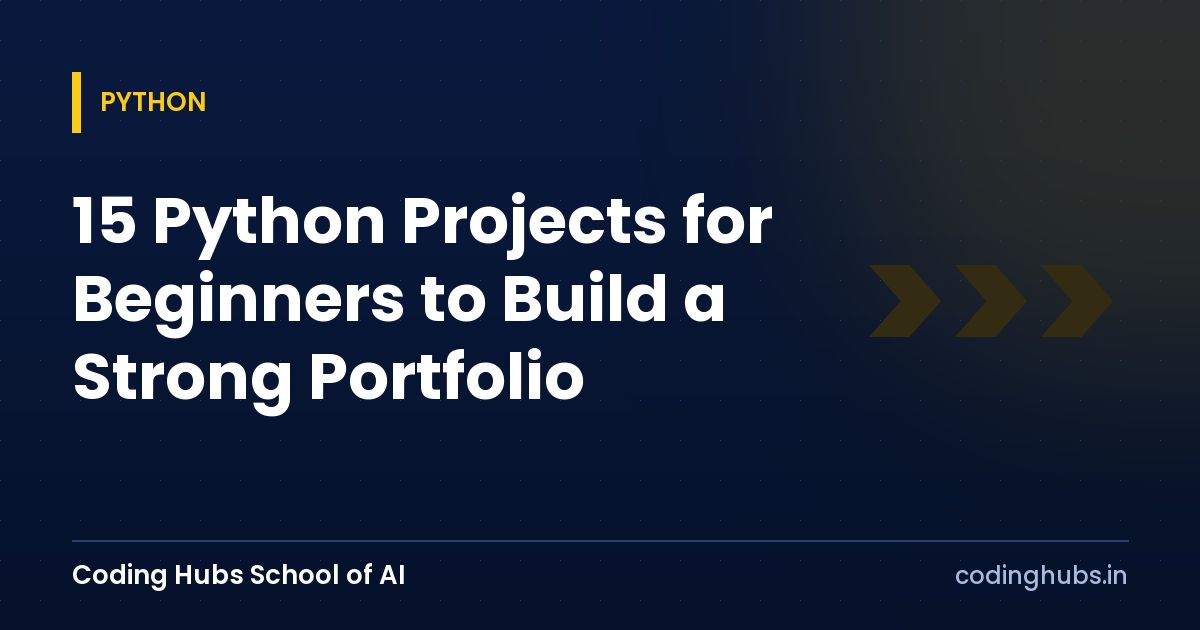 PYTHON
15 Python Projects for
Beginners to Build a
Strong Portfolio
Coding Hubs School of AI
codinghubs.in